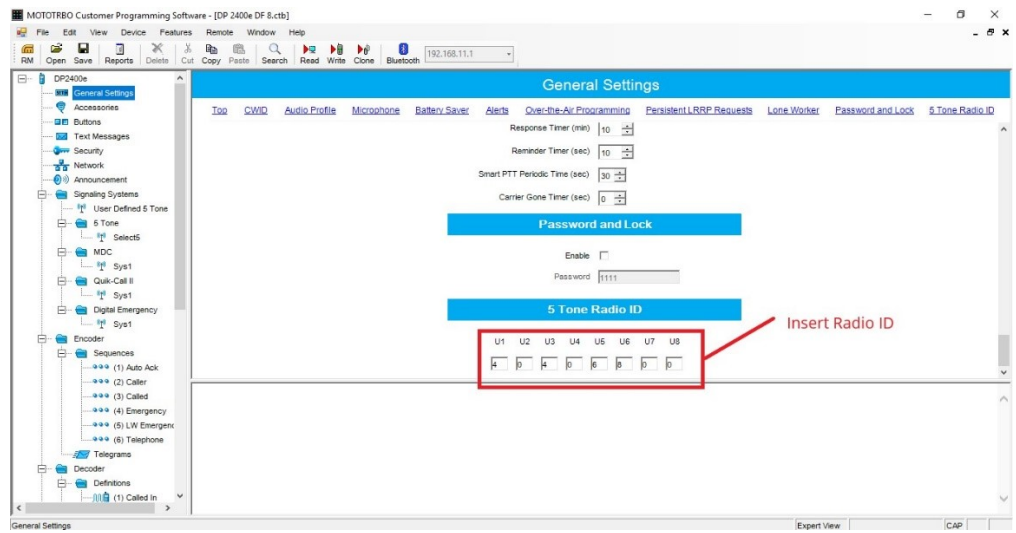 MOTOTRBO Customer Programming Software - [DP 2400e DF 8.ctb]
File Edit View Device Features Remote Window Help
RM Open Save Reports Delete Cut Copy Paste Search Read Write Clone Bluetooth 192.168.11.1
DP2400e
General Settings
Accessories
Buttons
Text Messages
Security
Network
Announcement
Signaling Systems
User Defined 5 Tone
5 Tone
Select5
MDC
Sys1
Quik-Call II
Sys1
Digital Emergency
Sys1
Encoder
Sequences
(1) Auto Ack
(2) Caller
(3) Called
(4) Emergency
(5) LW Emergenc
(6) Telephone
Telegrams
Decoder
Definitions
(1) Called In
General Settings
Top CWID Audio Profile Microphone Battery Saver Alerts Over-the-Air Programming Persistent LRRP Requests Lone Worker Password and Lock 5 Tone Radio ID
Response Timer (min) 10
Reminder Timer (sec) 10
Smart PTT Periodic Time (sec) 30
Carrier Gone Timer (sec) 0
Password and Lock
Enable
Password 1111
5 Tone Radio ID
U1 U2 U3 U4 U5 U6 U7 U8
4 0 4 0 6 8 0 0
Insert Radio ID
General Settings
Expert View
CAP